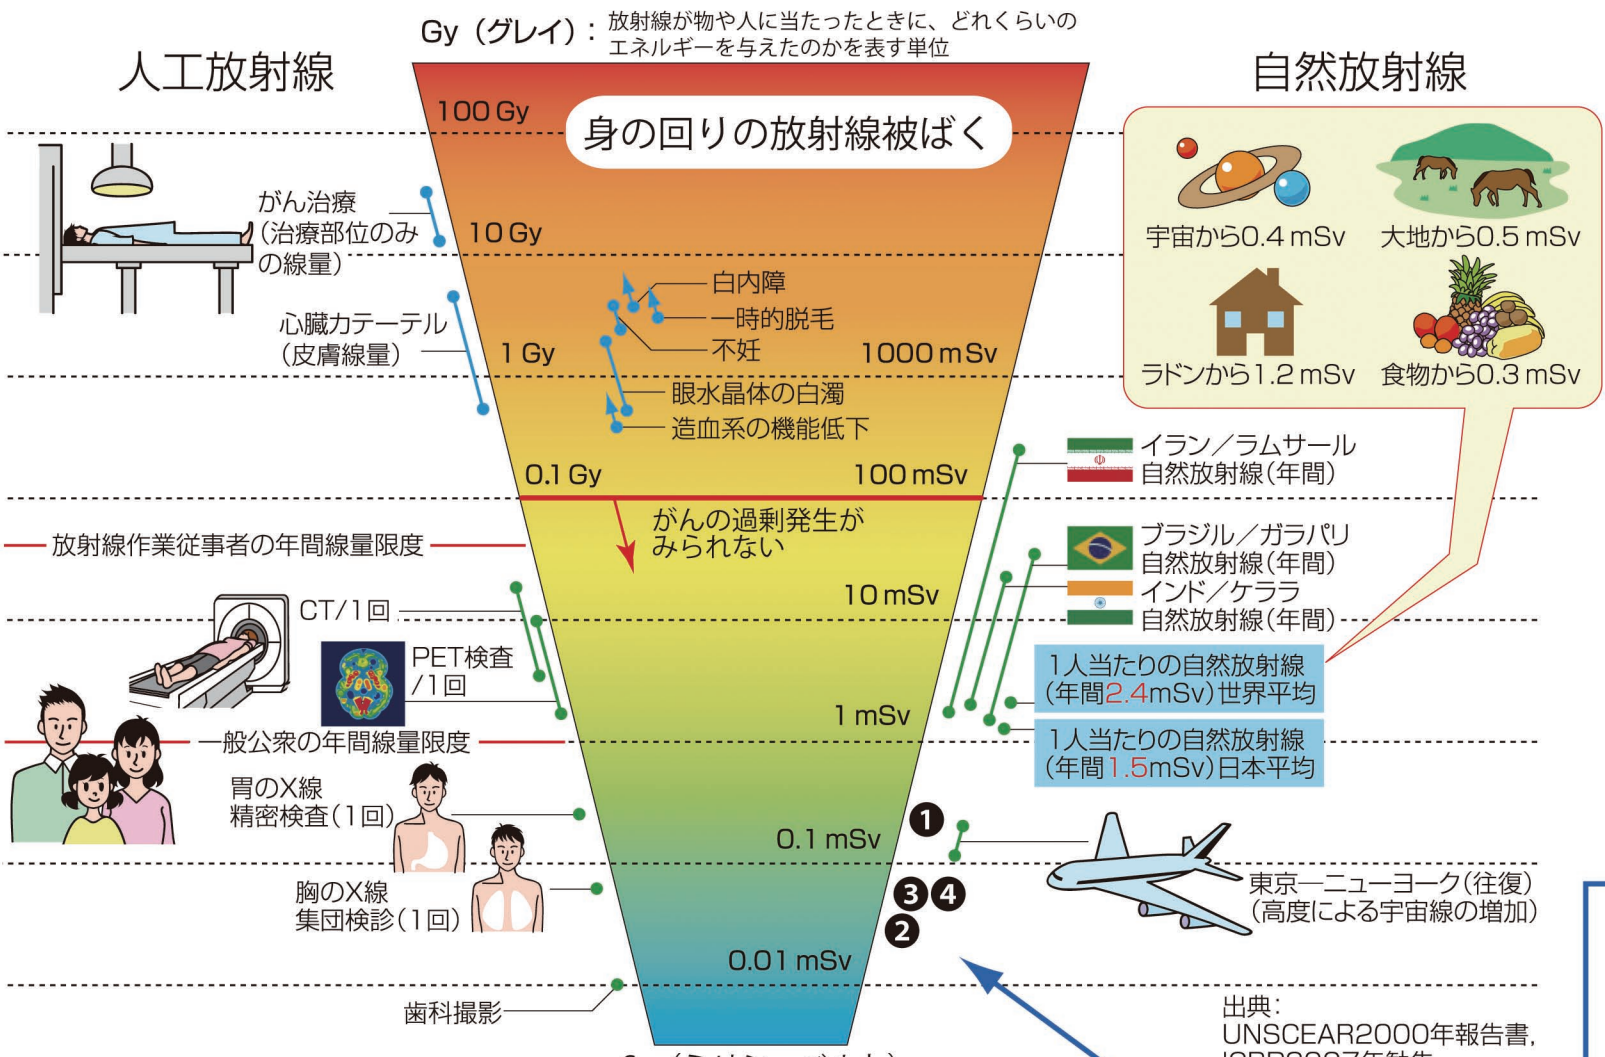 Gy（グレイ）：
放射線が物や人に当たったときに、どれくらいの
エネルギーを与えたのかを表す単位
人工放射線
自然放射線
身の回りの放射線被ばく
100 Gy
がん治療
（治療部位のみ
の線量）
10 Gy
心臓カテーテル
（皮膚線量）
1 Gy
1000 mSv
白内障
一時的脱毛
不妊
眼水晶体の白濁
造血系の機能低下
0.1 Gy
100 mSv
がんの過剰発生が
みられない
宇宙から0.4 mSv
大地から0.5 mSv
ラドンから1.2 mSv
食物から0.3 mSv
イラン／ラムサール
自然放射線（年間）
ブラジル／ガラパリ
自然放射線（年間）
インド／ケララ
自然放射線（年間）
放射線作業従事者の年間線量限度
CT/1回
10 mSv
PET検査
/1回
1人当たりの自然放射線
（年間2.4mSv）世界平均
1 mSv
一般公衆の年間線量限度
1人当たりの自然放射線
（年間1.5mSv）日本平均
胃のX線
精密検査（1回）
0.1 mSv
❶
胸のX線
集団検診（1回）
❸❹
❷
東京―ニューヨーク（往復）
（高度による宇宙線の増加）
0.01 mSv
歯科撮影
出典：
UNSCEAR2000年報告書，